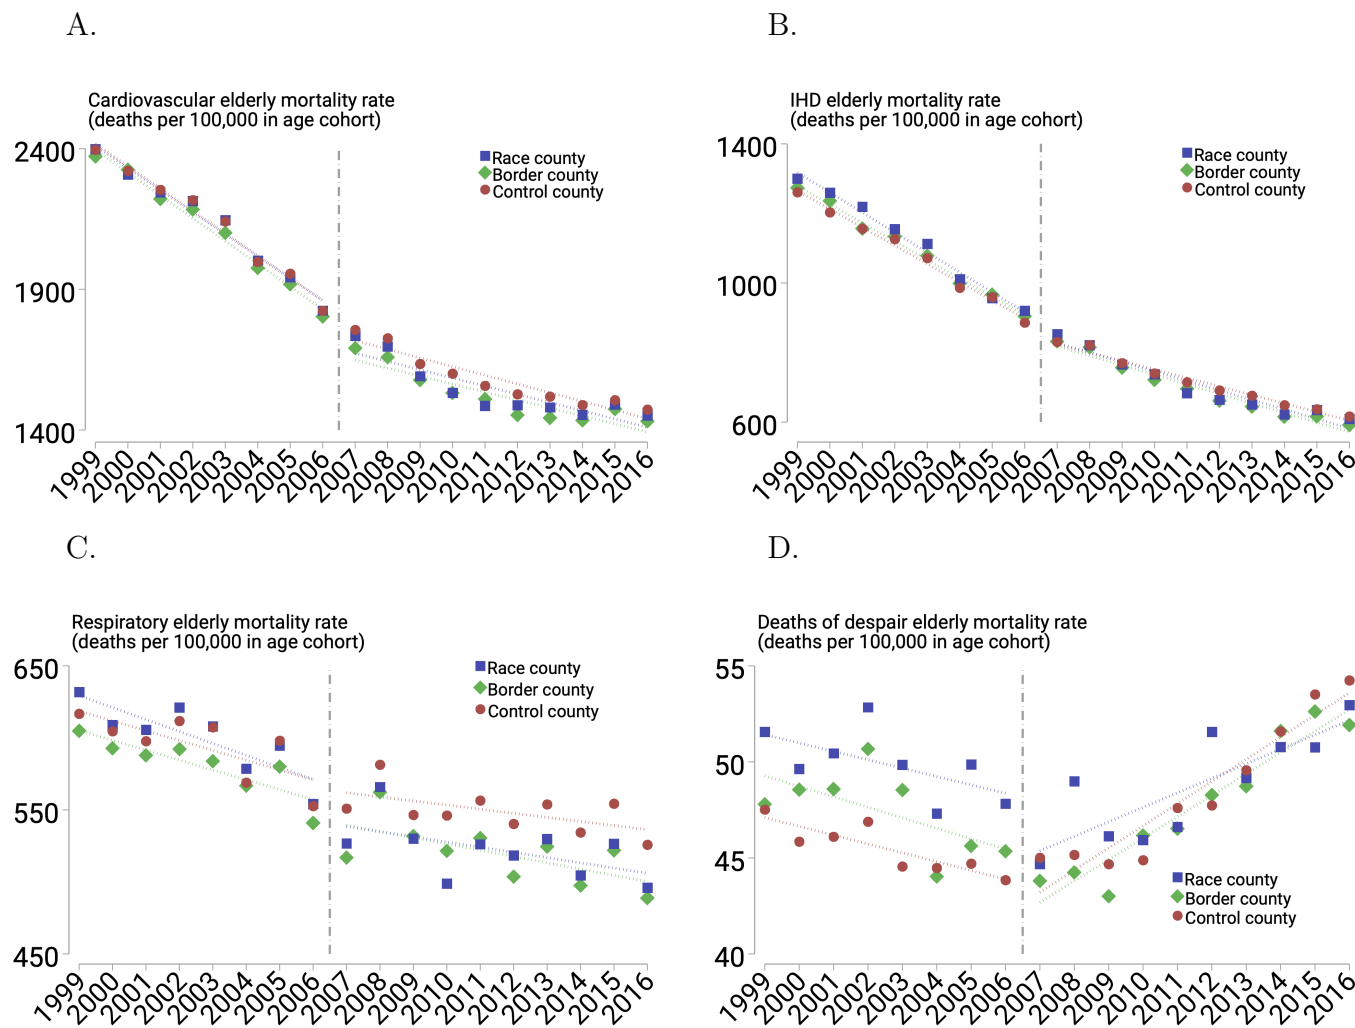 A.
Cardiovascular elderly mortality rate
(deaths per 100,000 in age cohort)
2400
1900
1400
Race county
Border county
Control county
1999 2000 2001 2002 2003 2004 2005 2006 2007 2008 2009 2010 2011 2012 2013 2014 2015 2016
B.
IHD elderly mortality rate
(deaths per 100,000 in age cohort)
1400
1000
600
Race county
Border county
Control county
1999 2000 2001 2002 2003 2004 2005 2006 2007 2008 2009 2010 2011 2012 2013 2014 2015 2016
C.
Respiratory elderly mortality rate
(deaths per 100,000 in age cohort)
650
550
450
Race county
Border county
Control county
1999 2000 2001 2002 2003 2004 2005 2006 2007 2008 2009 2010 2011 2012 2013 2014 2015 2016
D.
Deaths of despair elderly mortality rate
(deaths per 100,000 in age cohort)
55
50
45
40
Race county
Border county
Control county
1999 2000 2001 2002 2003 2004 2005 2006 2007 2008 2009 2010 2011 2012 2013 2014 2015 2016